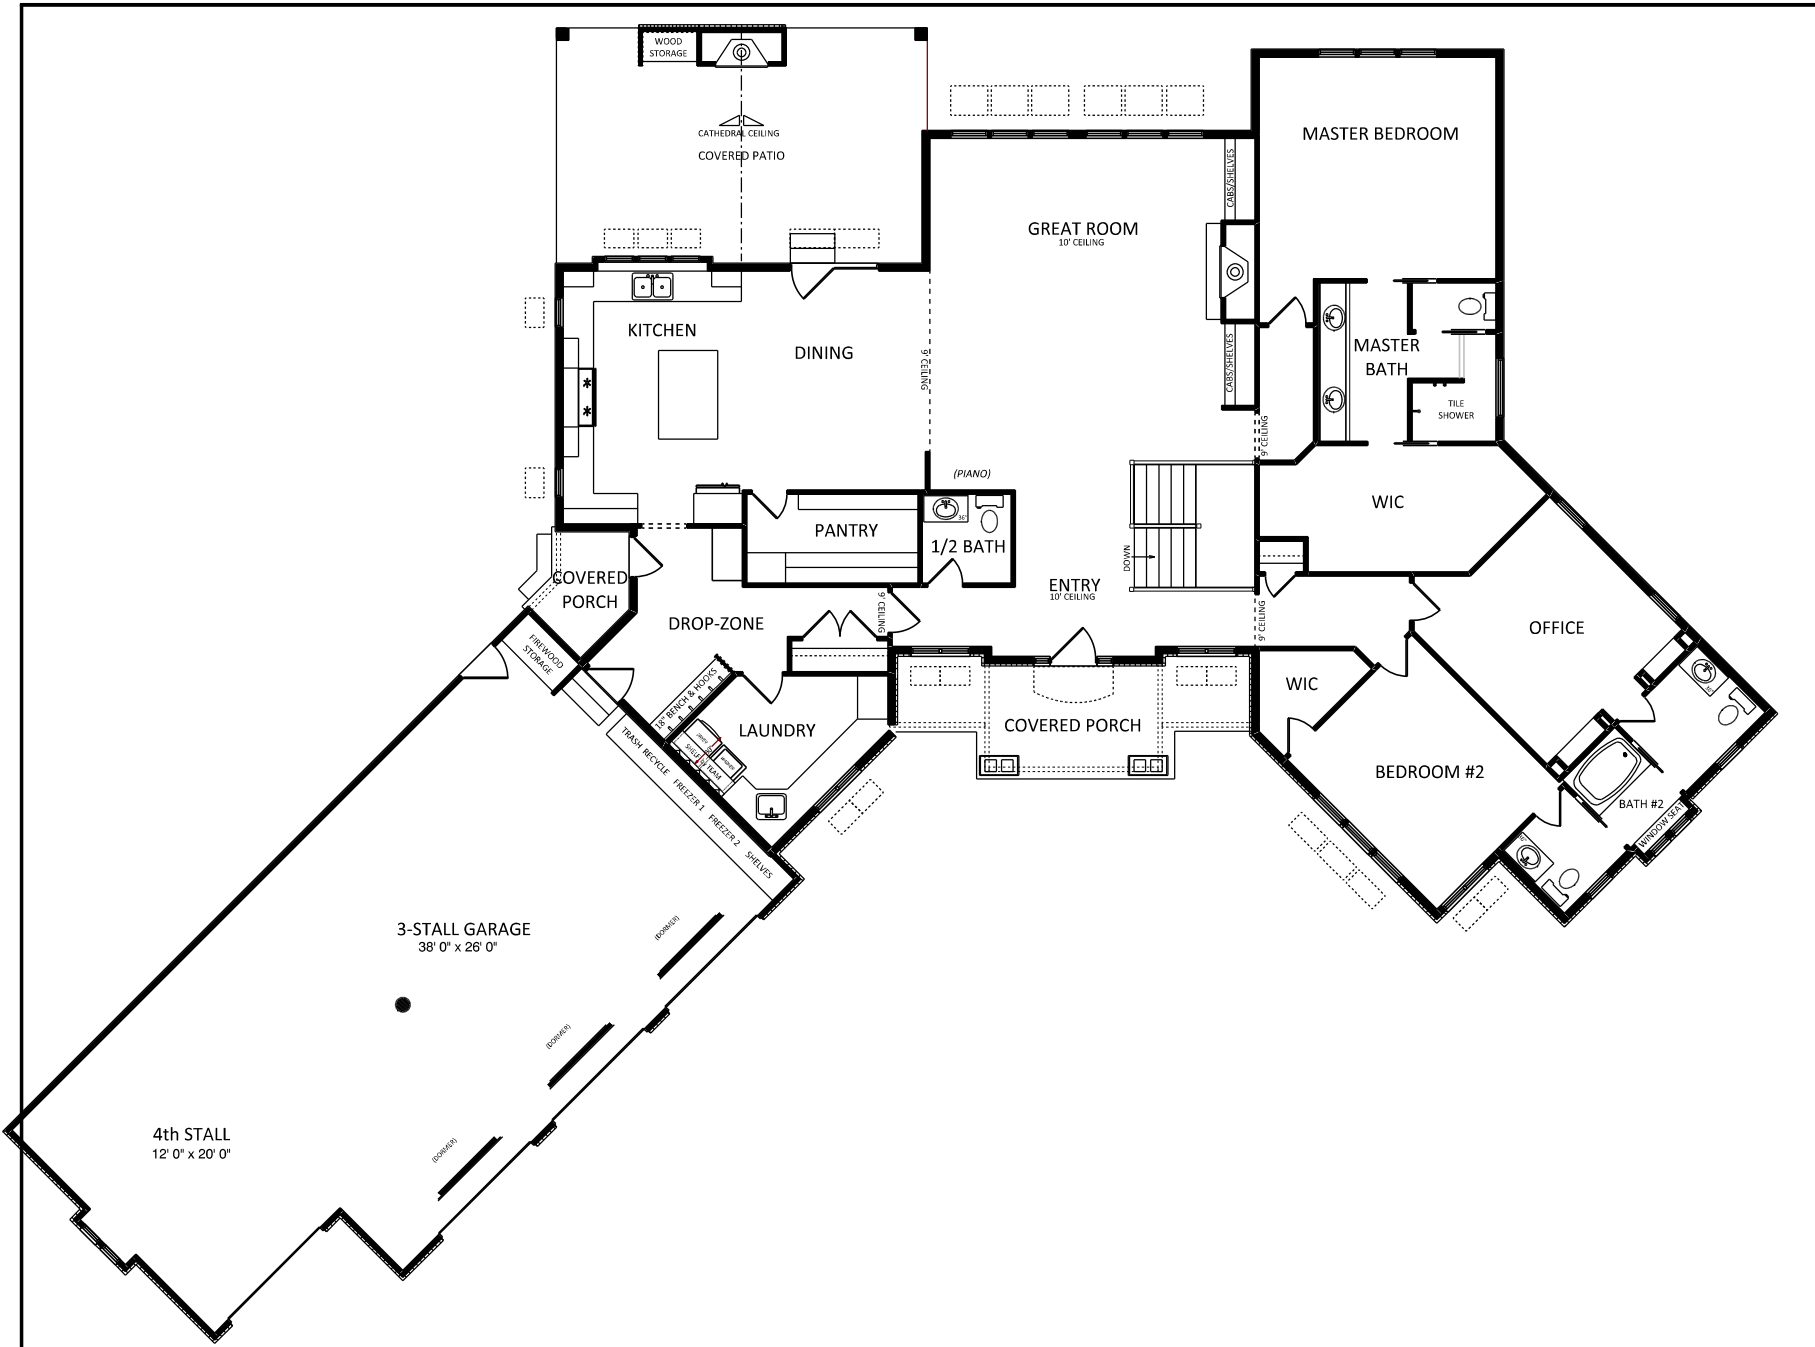 WOOD
STORAGE
CATHEDRAL CEILING
COVERED PATIO
MASTER BEDROOM
CABS/SHELVES
GREAT ROOM
10' CEILING
KITCHEN
DINING
9' CEILING
CABS/SHELVES
MASTER
BATH
TILE
SHOWER
9' CEILING
(PIANO)
WIC
PANTRY
36"
1/2 BATH
DOWN
ENTRY
10' CEILING
COVERED
PORCH
9' CEILING
9' CEILING
DROP-ZONE
OFFICE
FIREWOOD
STORAGE
18" BENCH & HOOKS
WIC
36"
LAUNDRY
COVERED PORCH
TRASH RECYCLE FREEZER 1 FREEZER 2 SHELVES
BEDROOM #2
BATH #2
WINDOW SEAT
3-STALL GARAGE
38' 0" x 26' 0"
(DORMER)
(DORMER)
(DORMER)
4th STALL
12' 0" x 20' 0"